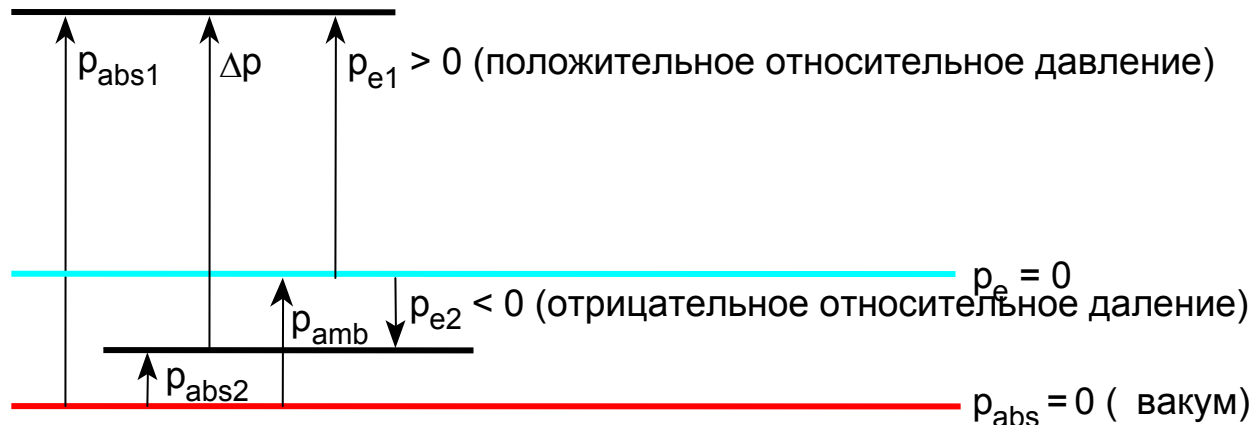 p_abs1 Δp p_e1 > 0 (положительное относительное давление)
p_e = 0
p_e2 < 0 (отрицательное относительное даление)
p_amb
p_abs2
p_abs = 0 ( вакум)